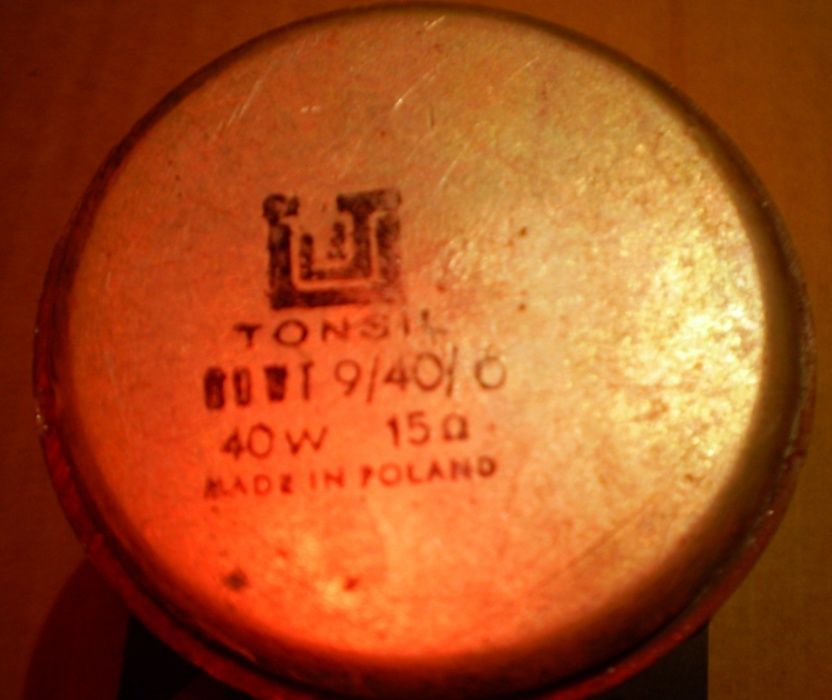 TONSIL
9/40/6
40W 15Ω
MADE IN POLAND